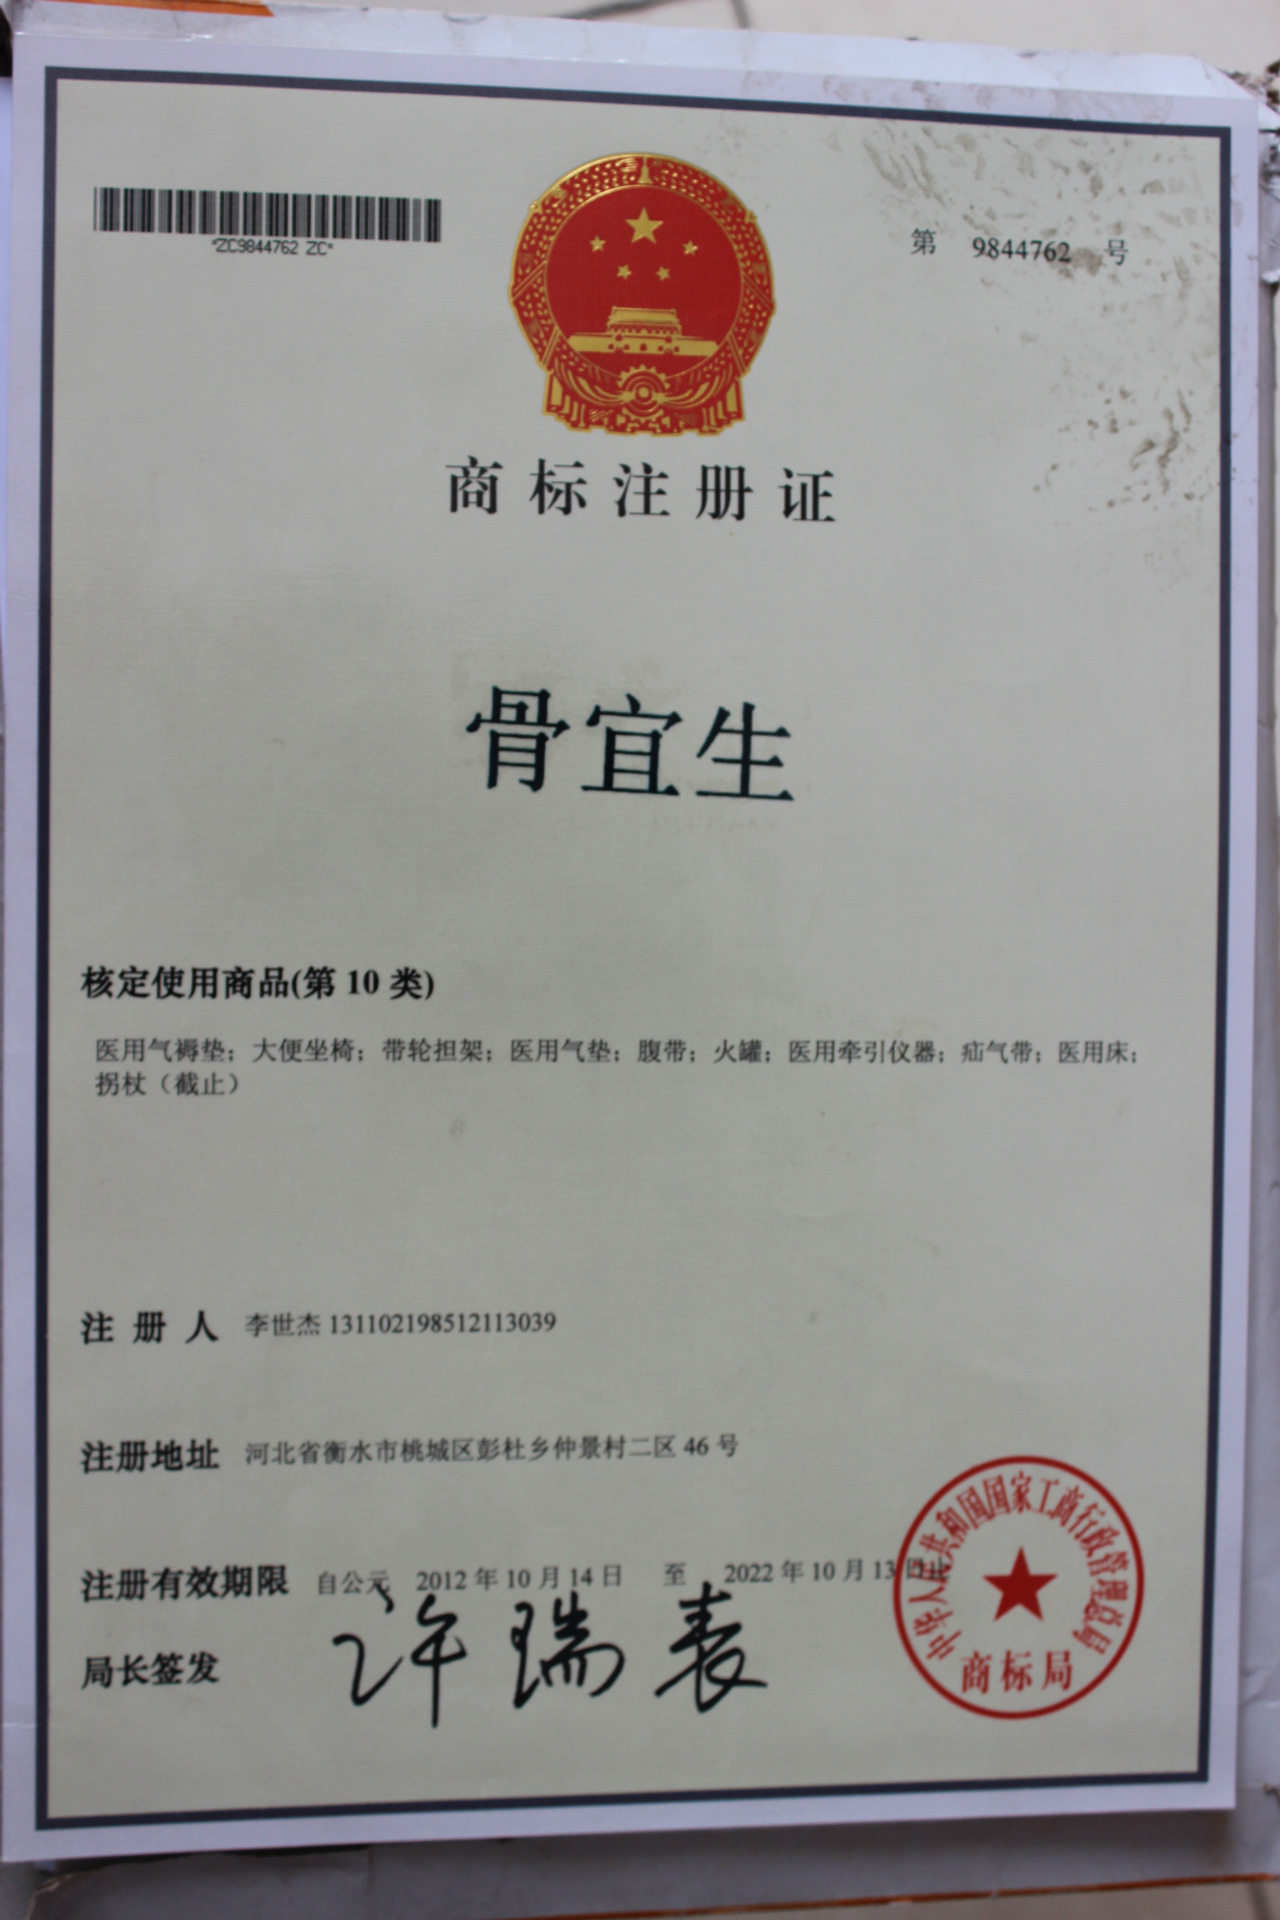 *ZC9844762 ZC*
第 9844762 号
商标注册证
骨宜生
核定使用商品(第 10 类)
医用气褥垫；大便坐椅；带轮担架；医用气垫；腹带；火罐；医用牵引仪器；疝气带；医用床；
拐杖（截止）
注 册 人 李世杰 131102198512113039
注册地址 河北省衡水市桃城区彭杜乡仲景村二区 46 号
注册有效期限 自公元 2012 年 10 月 14 日 至 2022 年 10 月 13 日止
局长签发 许瑞表
中华人民共和国国家工商行政管理总局
商标局